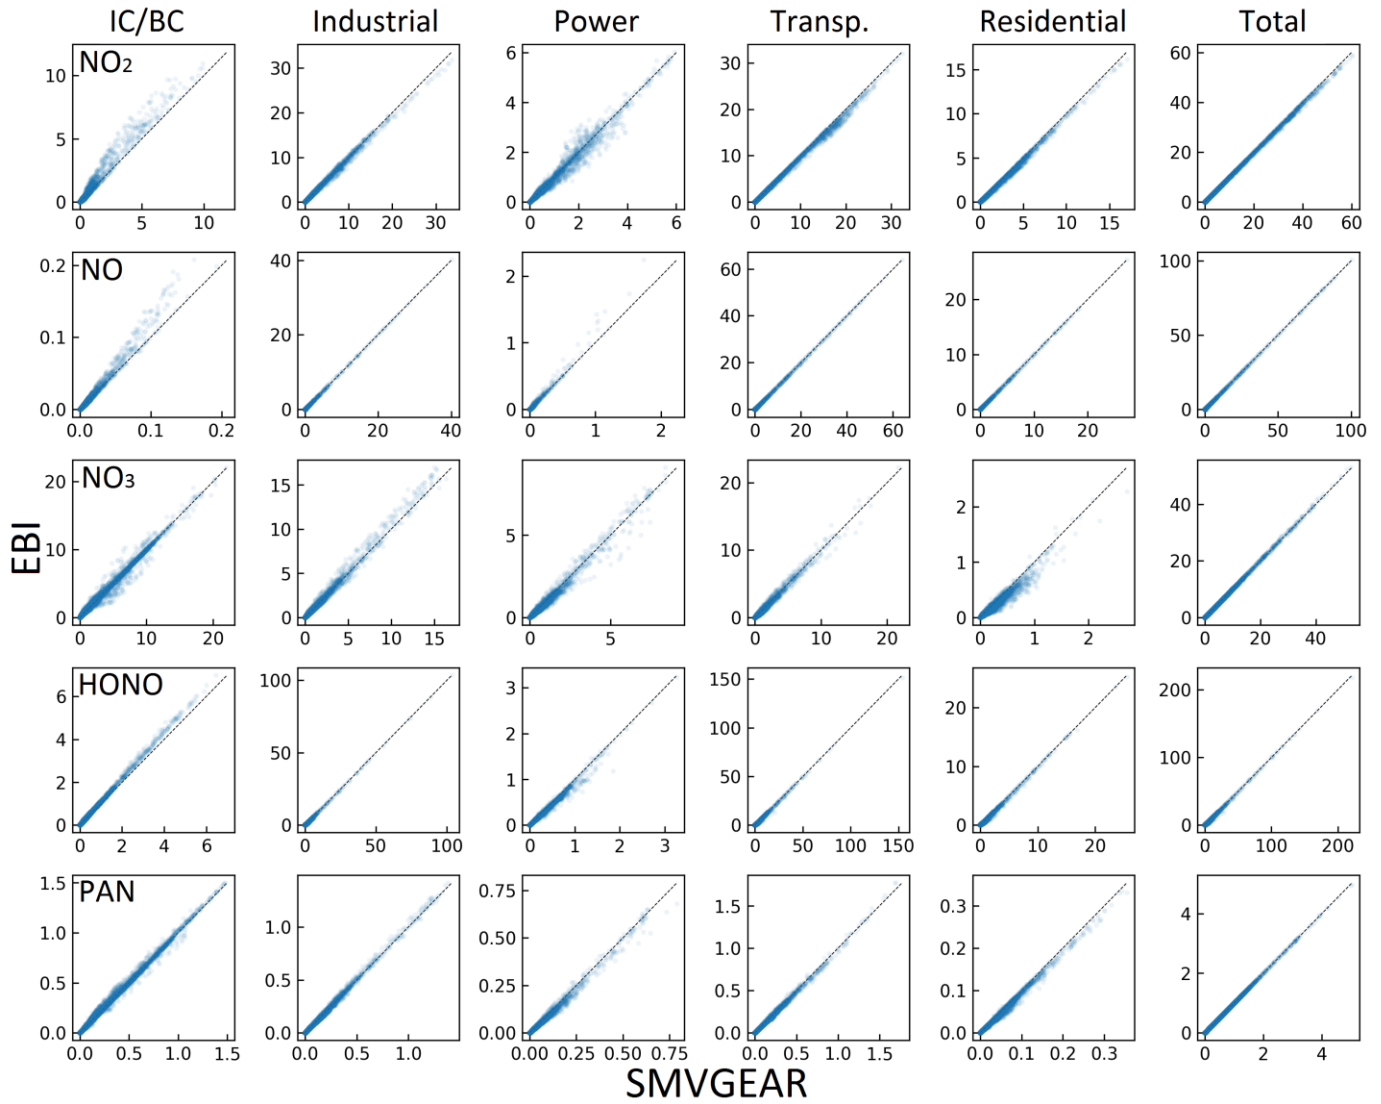 IC/BC Industrial Power Transp. Residential Total
NO₂
10 5 0
0 5 10
30 20 10 0
0 10 20 30
6 4 2 0
0 2 4 6
30 20 10 0
0 10 20 30
15 10 5 0
0 5 10 15
60 40 20 0
0 20 40 60
NO
0.2 0.1 0.0
0.0 0.1 0.2
40 20 0
0 20 40
2 1 0
0 1 2
60 40 20 0
0 20 40 60
20 10 0
0 10 20
100 50 0
0 50 100
EBI
NO₃
20 10 0
0 10 20
15 10 5 0
0 5 10 15
5 0
5
20 10 0
0 10 20
2 1 0
0 1 2
40 20 0
0 20 40
HONO
6 4 2 0
0 2 4 6
100 50 0
0 50 100
3 2 1 0
0 1 2 3
150 100 50 0
0 50 100 150
20 10 0
0 10 20
200 100 0
0 100 200
PAN
1.5 1.0 0.5 0.0
0.0 0.5 1.0 1.5
1.0 0.5 0.0
0.0 0.5 1.0
0.75 0.50 0.25 0.00
0.00 0.25 0.50 0.75
1.5 1.0 0.5 0.0
0.0 0.5 1.0 1.5
0.3 0.2 0.1 0.0
0.0 0.1 0.2 0.3
4 2 0
0 2 4
SMVGEAR